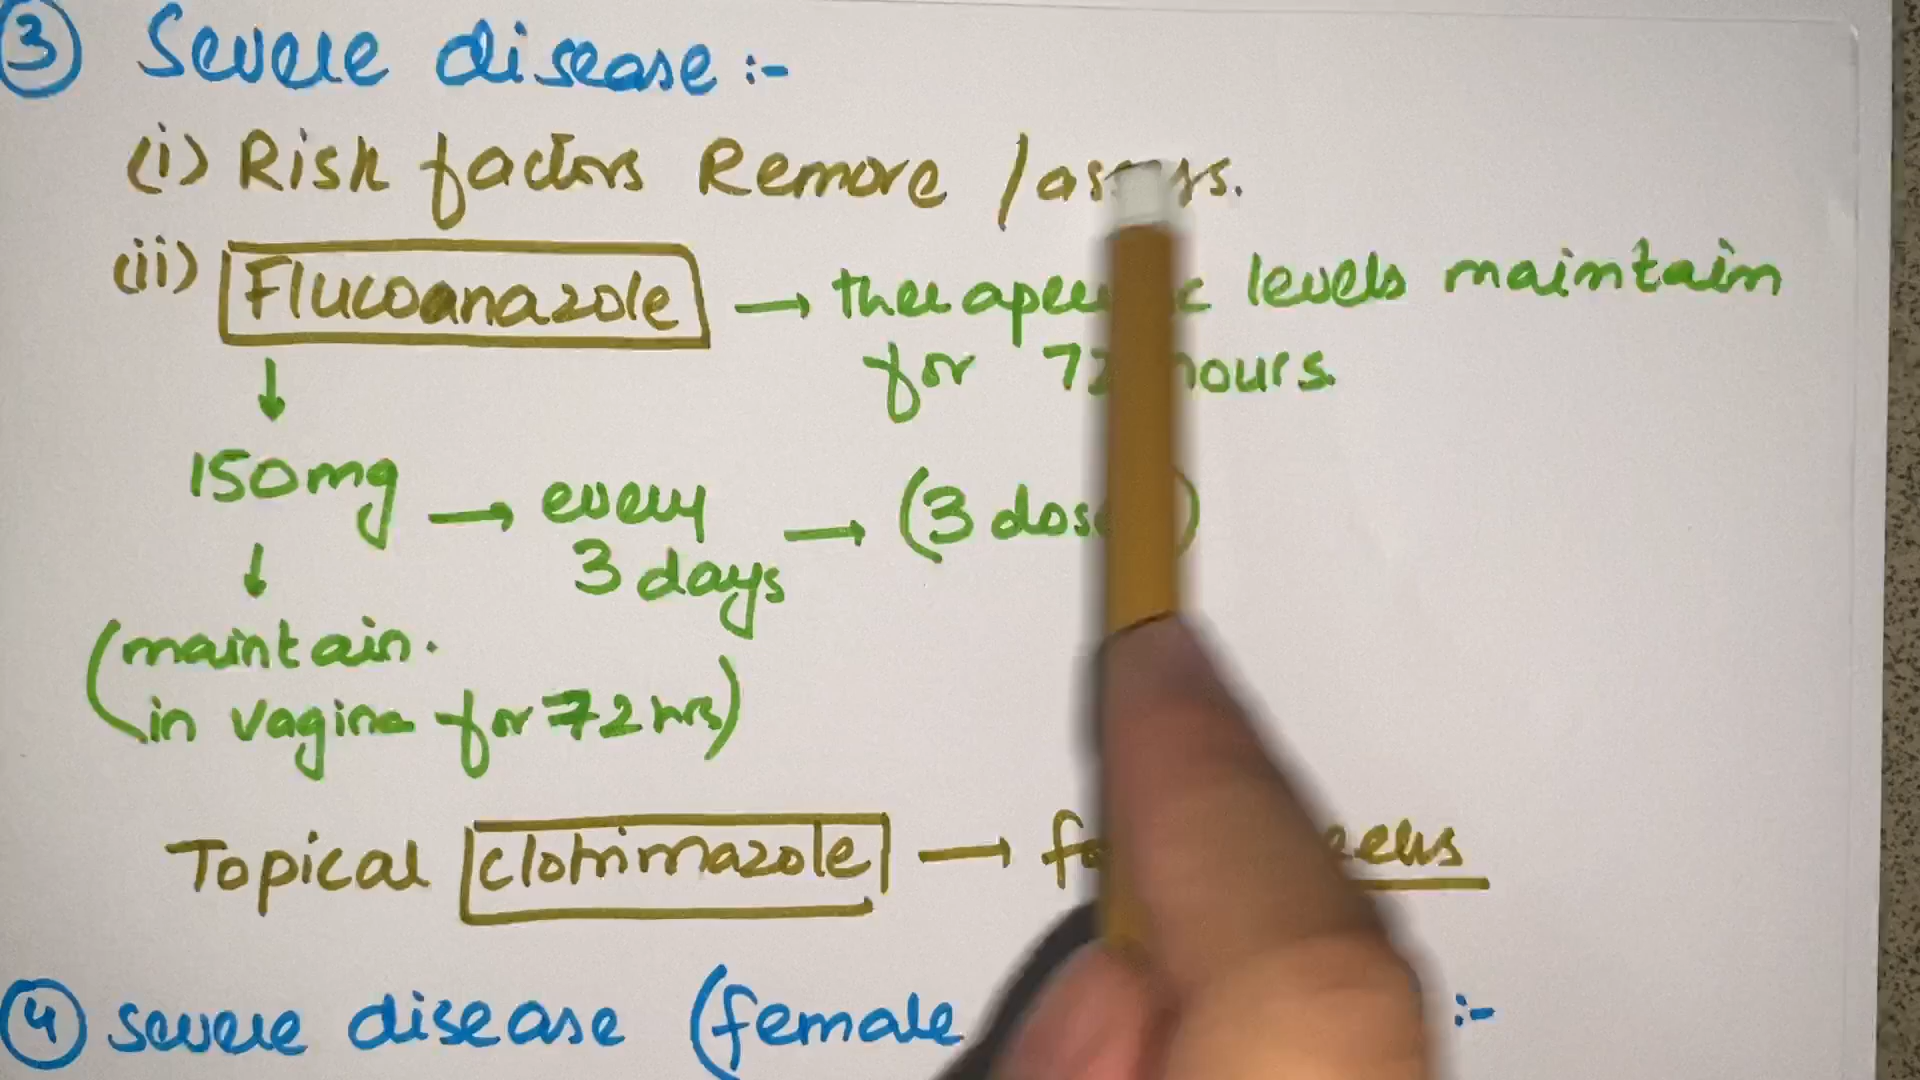 ③ Severe disease :-
(i) Risk factors Remove /
(ii) Flucoanazole → levels maintain
for hours.
↓
150mg → every 3 days → (3
↓
(maintain.
in vagina for 72 hrs)
Topical clotrimazole →
④ severe disease (female :-